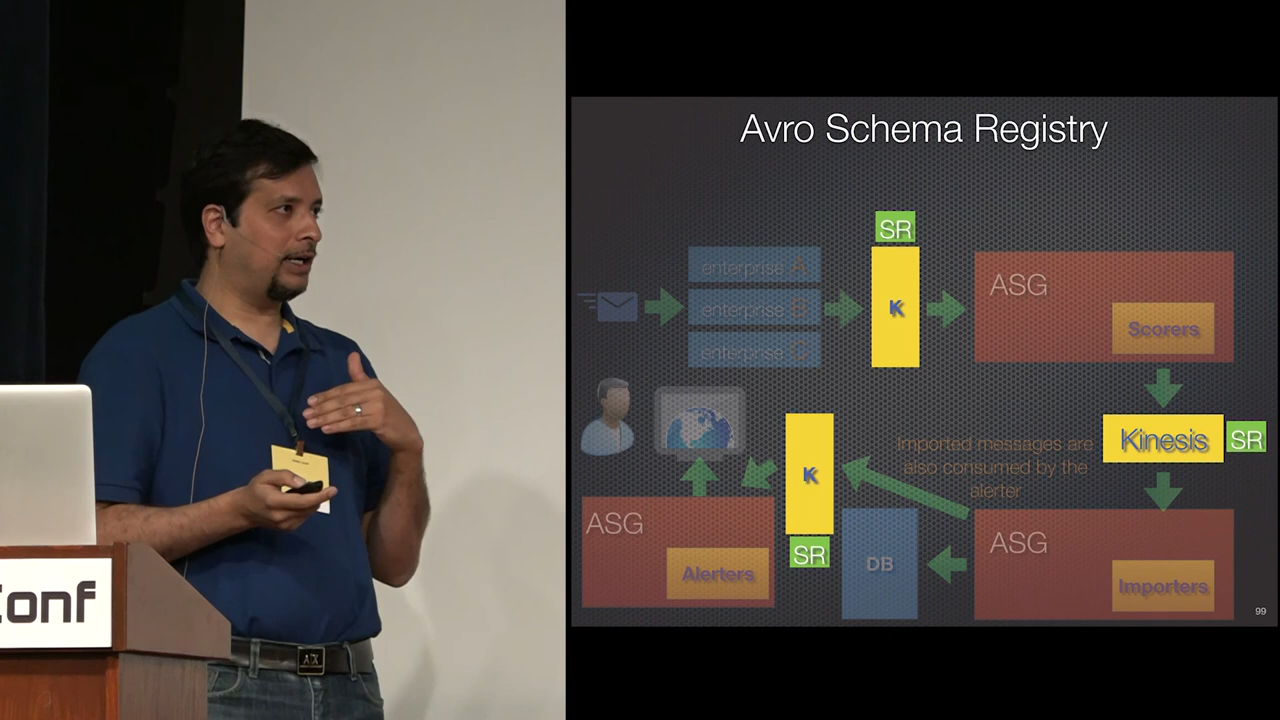 Avro Schema Registry
SR
enterprise A
enterprise B
enterprise C
K
ASG
Scorers
Kinesis SR
Imported messages are
also consumed by the
alerter
K
SR
ASG
Alerters
DB
ASG
Importers
99
Conf
A|X